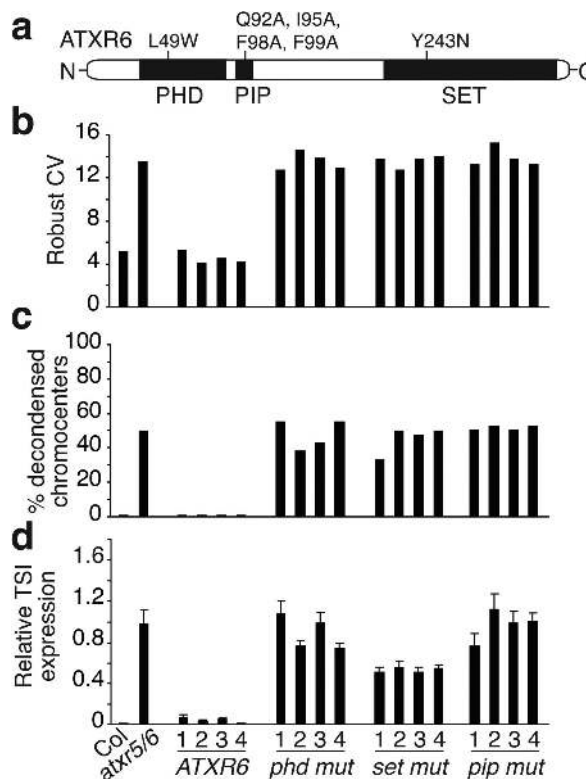 a
ATXR6
L49W
Q92A, I95A,
F98A, F99A
Y243N
N
C
PHD
PIP
SET
b
Robust CV
16
12
8
4
0
c
% decondensed
chromocenters
100
80
60
40
20
0
d
Relative TSI
expression
1.6
1.2
0.8
0.4
0
Col
atxr5/6
1 2 3 4
ATXR6
1 2 3 4
phd mut
1 2 3 4
set mut
1 2 3 4
pip mut